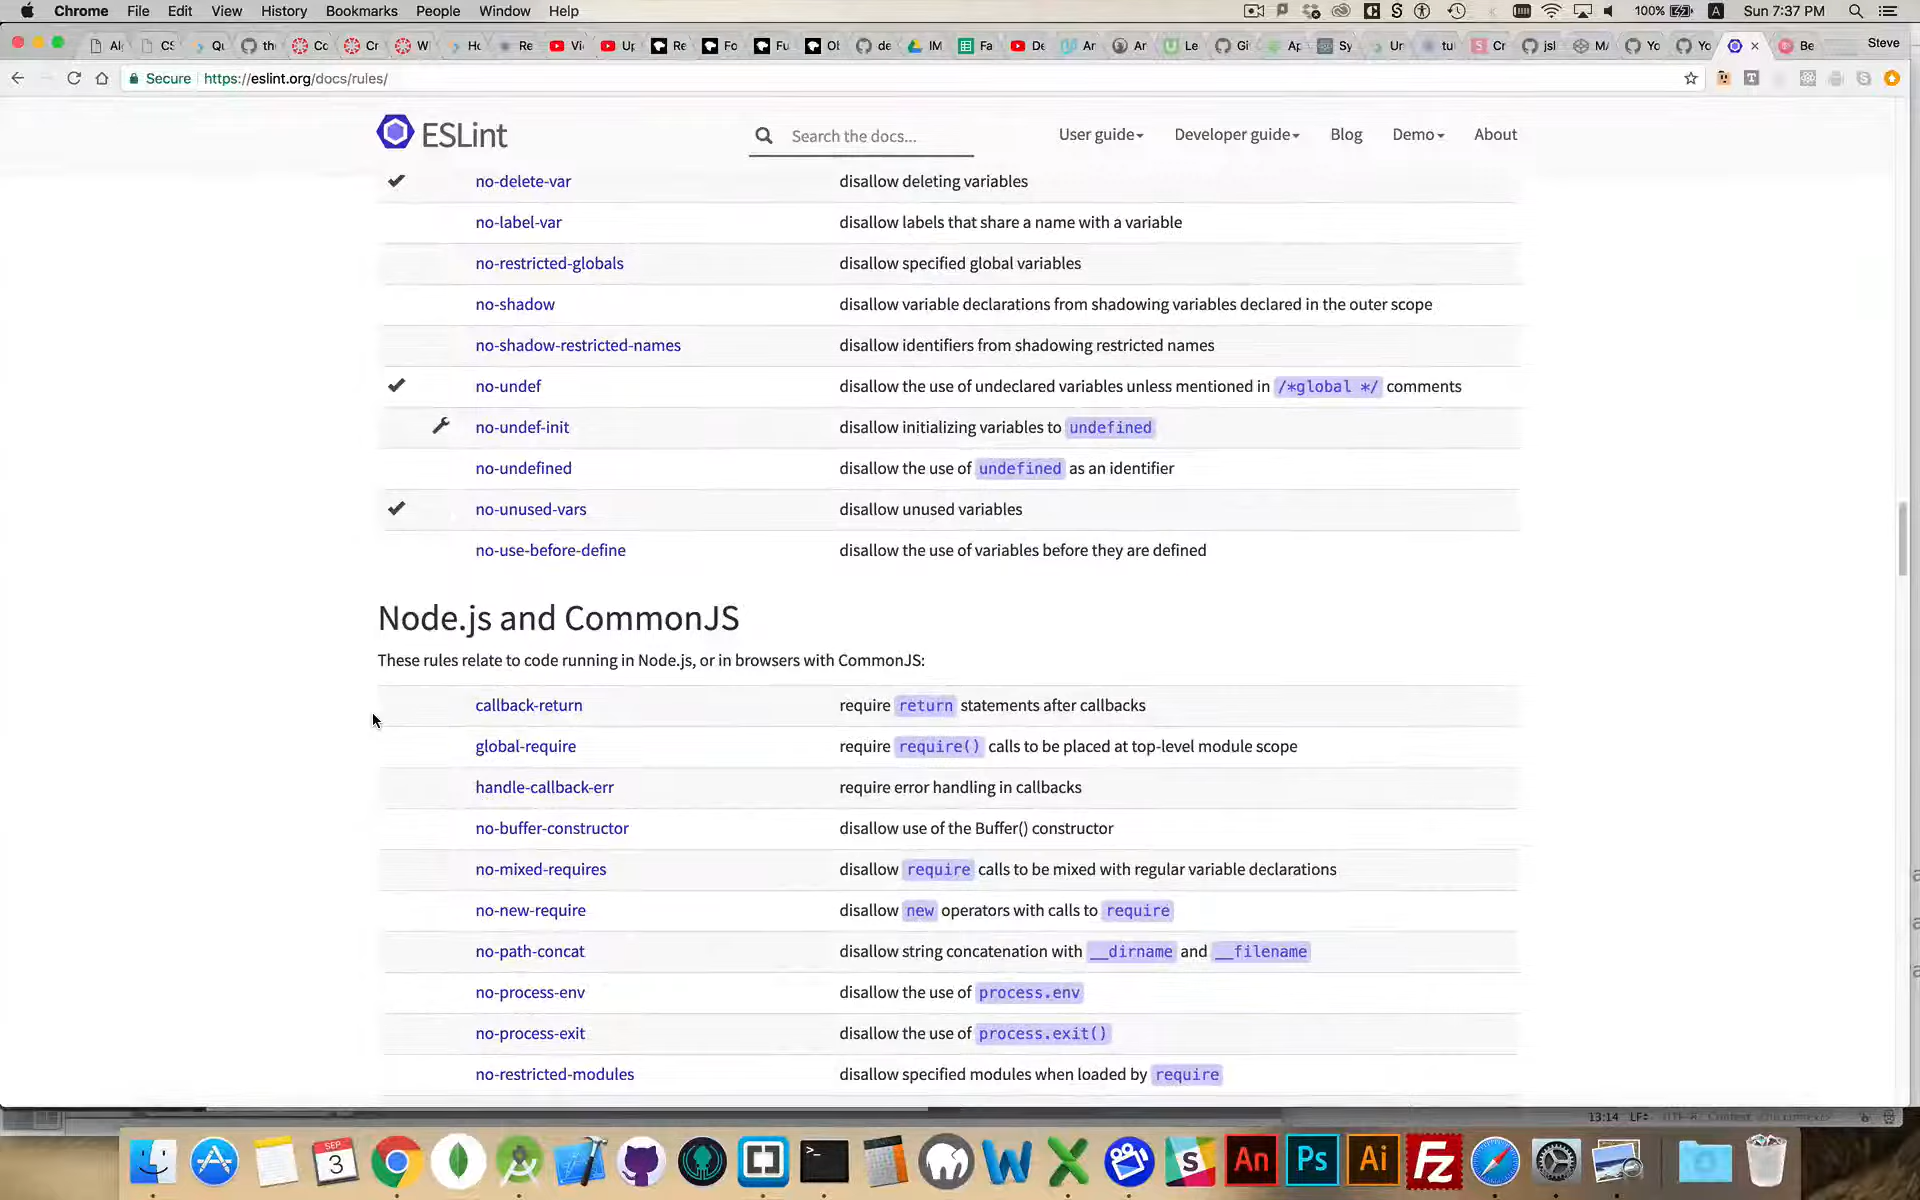 Chrome File Edit View History Bookmarks People Window Help 100% Sun 7:37 PM
Steve
Secure https://eslint.org/docs/rules/
ESLint Search the docs... User guide Developer guide Blog Demo About
no-delete-var disallow deleting variables
no-label-var disallow labels that share a name with a variable
no-restricted-globals disallow specified global variables
no-shadow disallow variable declarations from shadowing variables declared in the outer scope
no-shadow-restricted-names disallow identifiers from shadowing restricted names
no-undef disallow the use of undeclared variables unless mentioned in /*global */ comments
no-undef-init disallow initializing variables to undefined
no-undefined disallow the use of undefined as an identifier
no-unused-vars disallow unused variables
no-use-before-define disallow the use of variables before they are defined
Node.js and CommonJS
These rules relate to code running in Node.js, or in browsers with CommonJS:
callback-return require return statements after callbacks
global-require require require() calls to be placed at top-level module scope
handle-callback-err require error handling in callbacks
no-buffer-constructor disallow use of the Buffer() constructor
no-mixed-requires disallow require calls to be mixed with regular variable declarations
no-new-require disallow new operators with calls to require
no-path-concat disallow string concatenation with __dirname and __filename
no-process-env disallow the use of process.env
no-process-exit disallow the use of process.exit()
no-restricted-modules disallow specified modules when loaded by require
13:14
SEP
3 An Ps Ai Fz